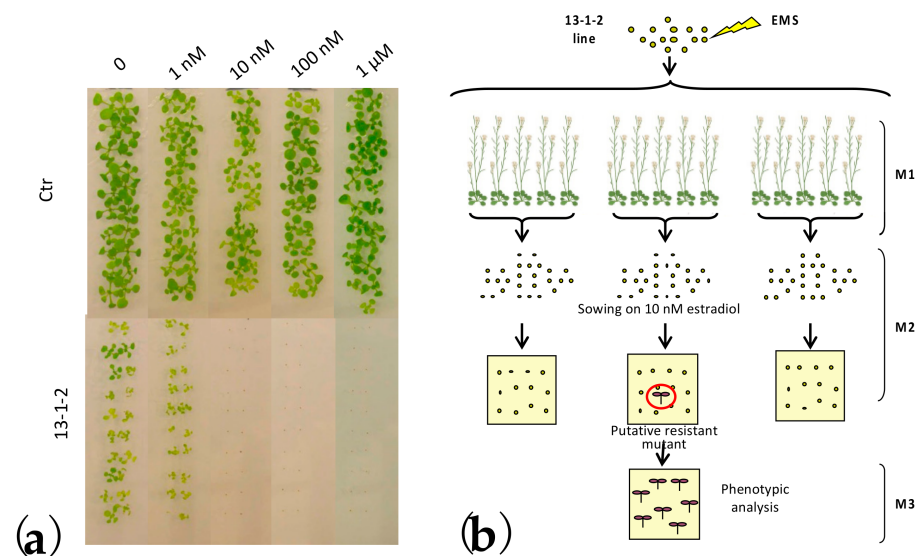 0
1 nM
10 nM
100 nM
1 µM
Ctr
13-1-2
(a)
13-1-2
line
EMS
M1
Sowing on 10 nM estradiol
M2
Putative resistant
mutant
Phenotypic
analysis
M3
(b)